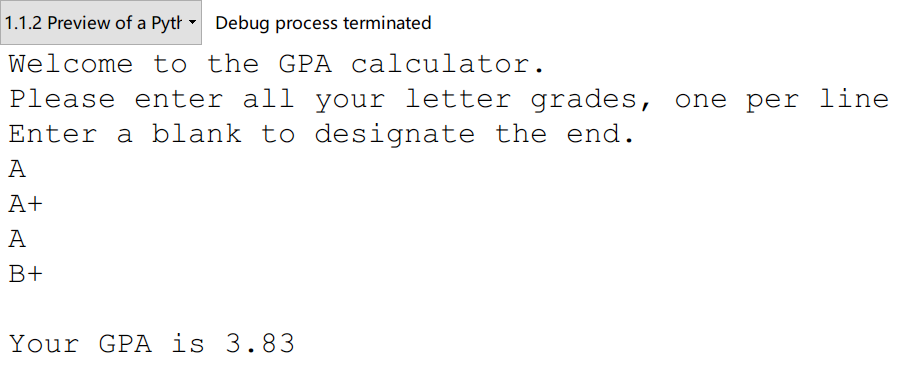 1.1.2 Preview of a Pyth Debug process terminated
Welcome to the GPA calculator.
Please enter all your letter grades, one per line
Enter a blank to designate the end.
A
A+
A
B+
Your GPA is 3.83